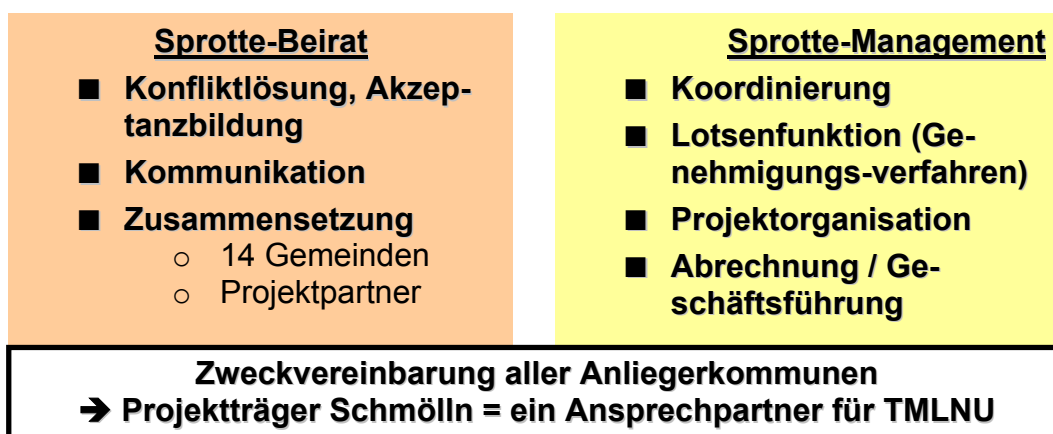 Sprotte-Beirat
■ Konfliktlösung, Akzep-
tanzbildung
■ Kommunikation
■ Zusammensetzung
o 14 Gemeinden
o Projektpartner
Sprotte-Management
■ Koordinierung
■ Lotsenfunktion (Ge-
nehmigungs-verfahren)
■ Projektorganisation
■ Abrechnung / Ge-
schäftsführung
Zweckvereinbarung aller Anliegerkommunen
➔ Projektträger Schmölln = ein Ansprechpartner für TMLNU